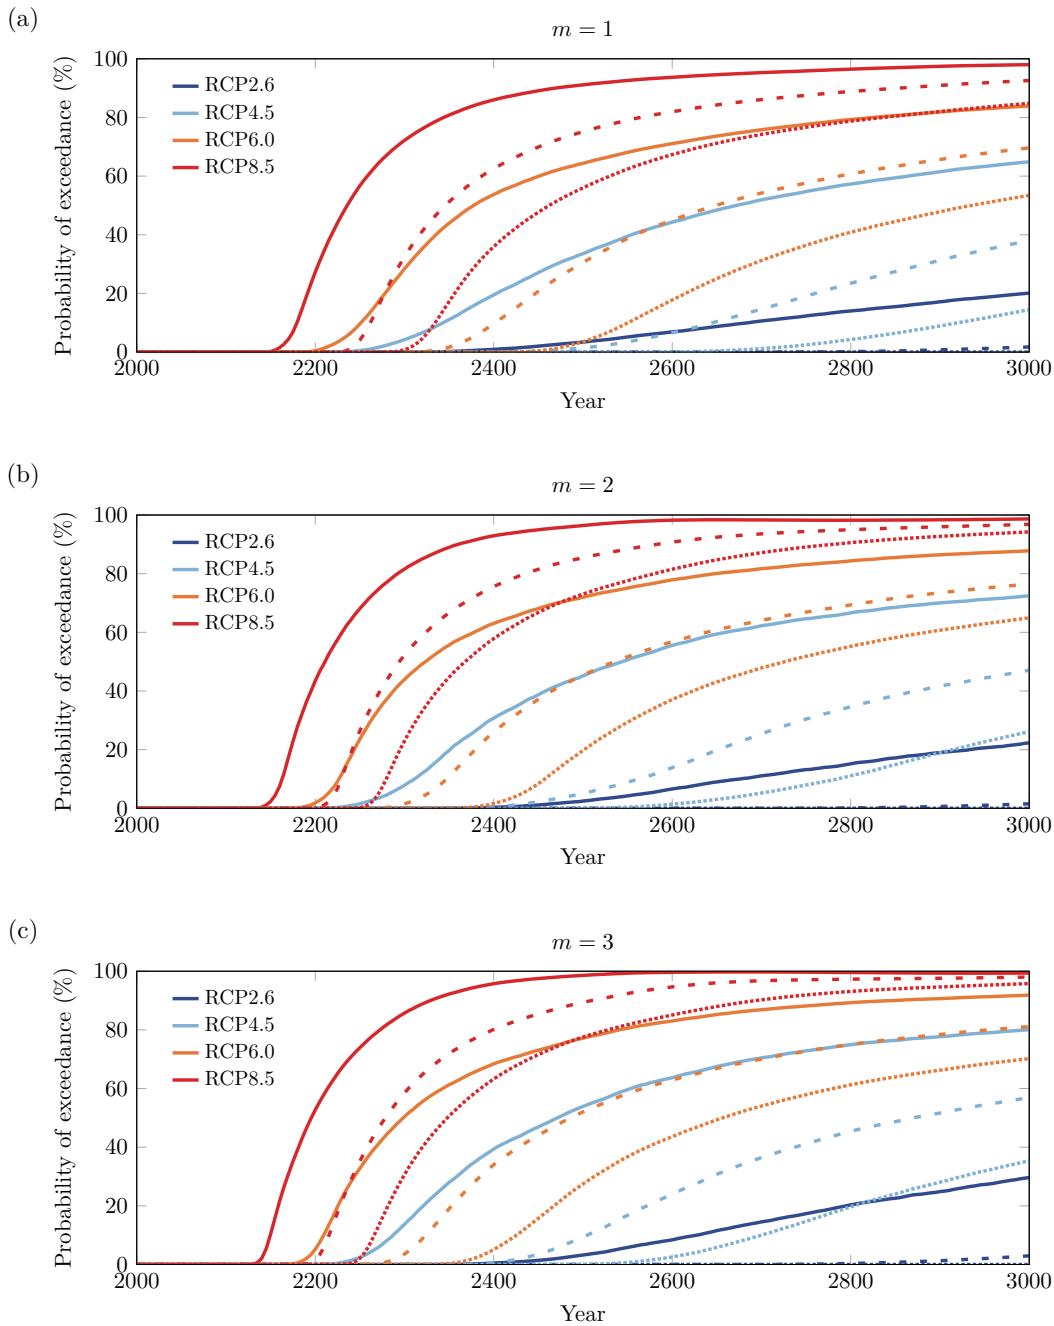 (a)
m = 1
Probability of exceedance (%)
100
80
60
40
20
0
RCP2.6
RCP4.5
RCP6.0
RCP8.5
2000
2200
2400
2600
2800
3000
Year
(b)
m = 2
Probability of exceedance (%)
100
80
60
40
20
0
RCP2.6
RCP4.5
RCP6.0
RCP8.5
2000
2200
2400
2600
2800
3000
Year
(c)
m = 3
Probability of exceedance (%)
100
80
60
40
20
0
RCP2.6
RCP4.5
RCP6.0
RCP8.5
2000
2200
2400
2600
2800
3000
Year